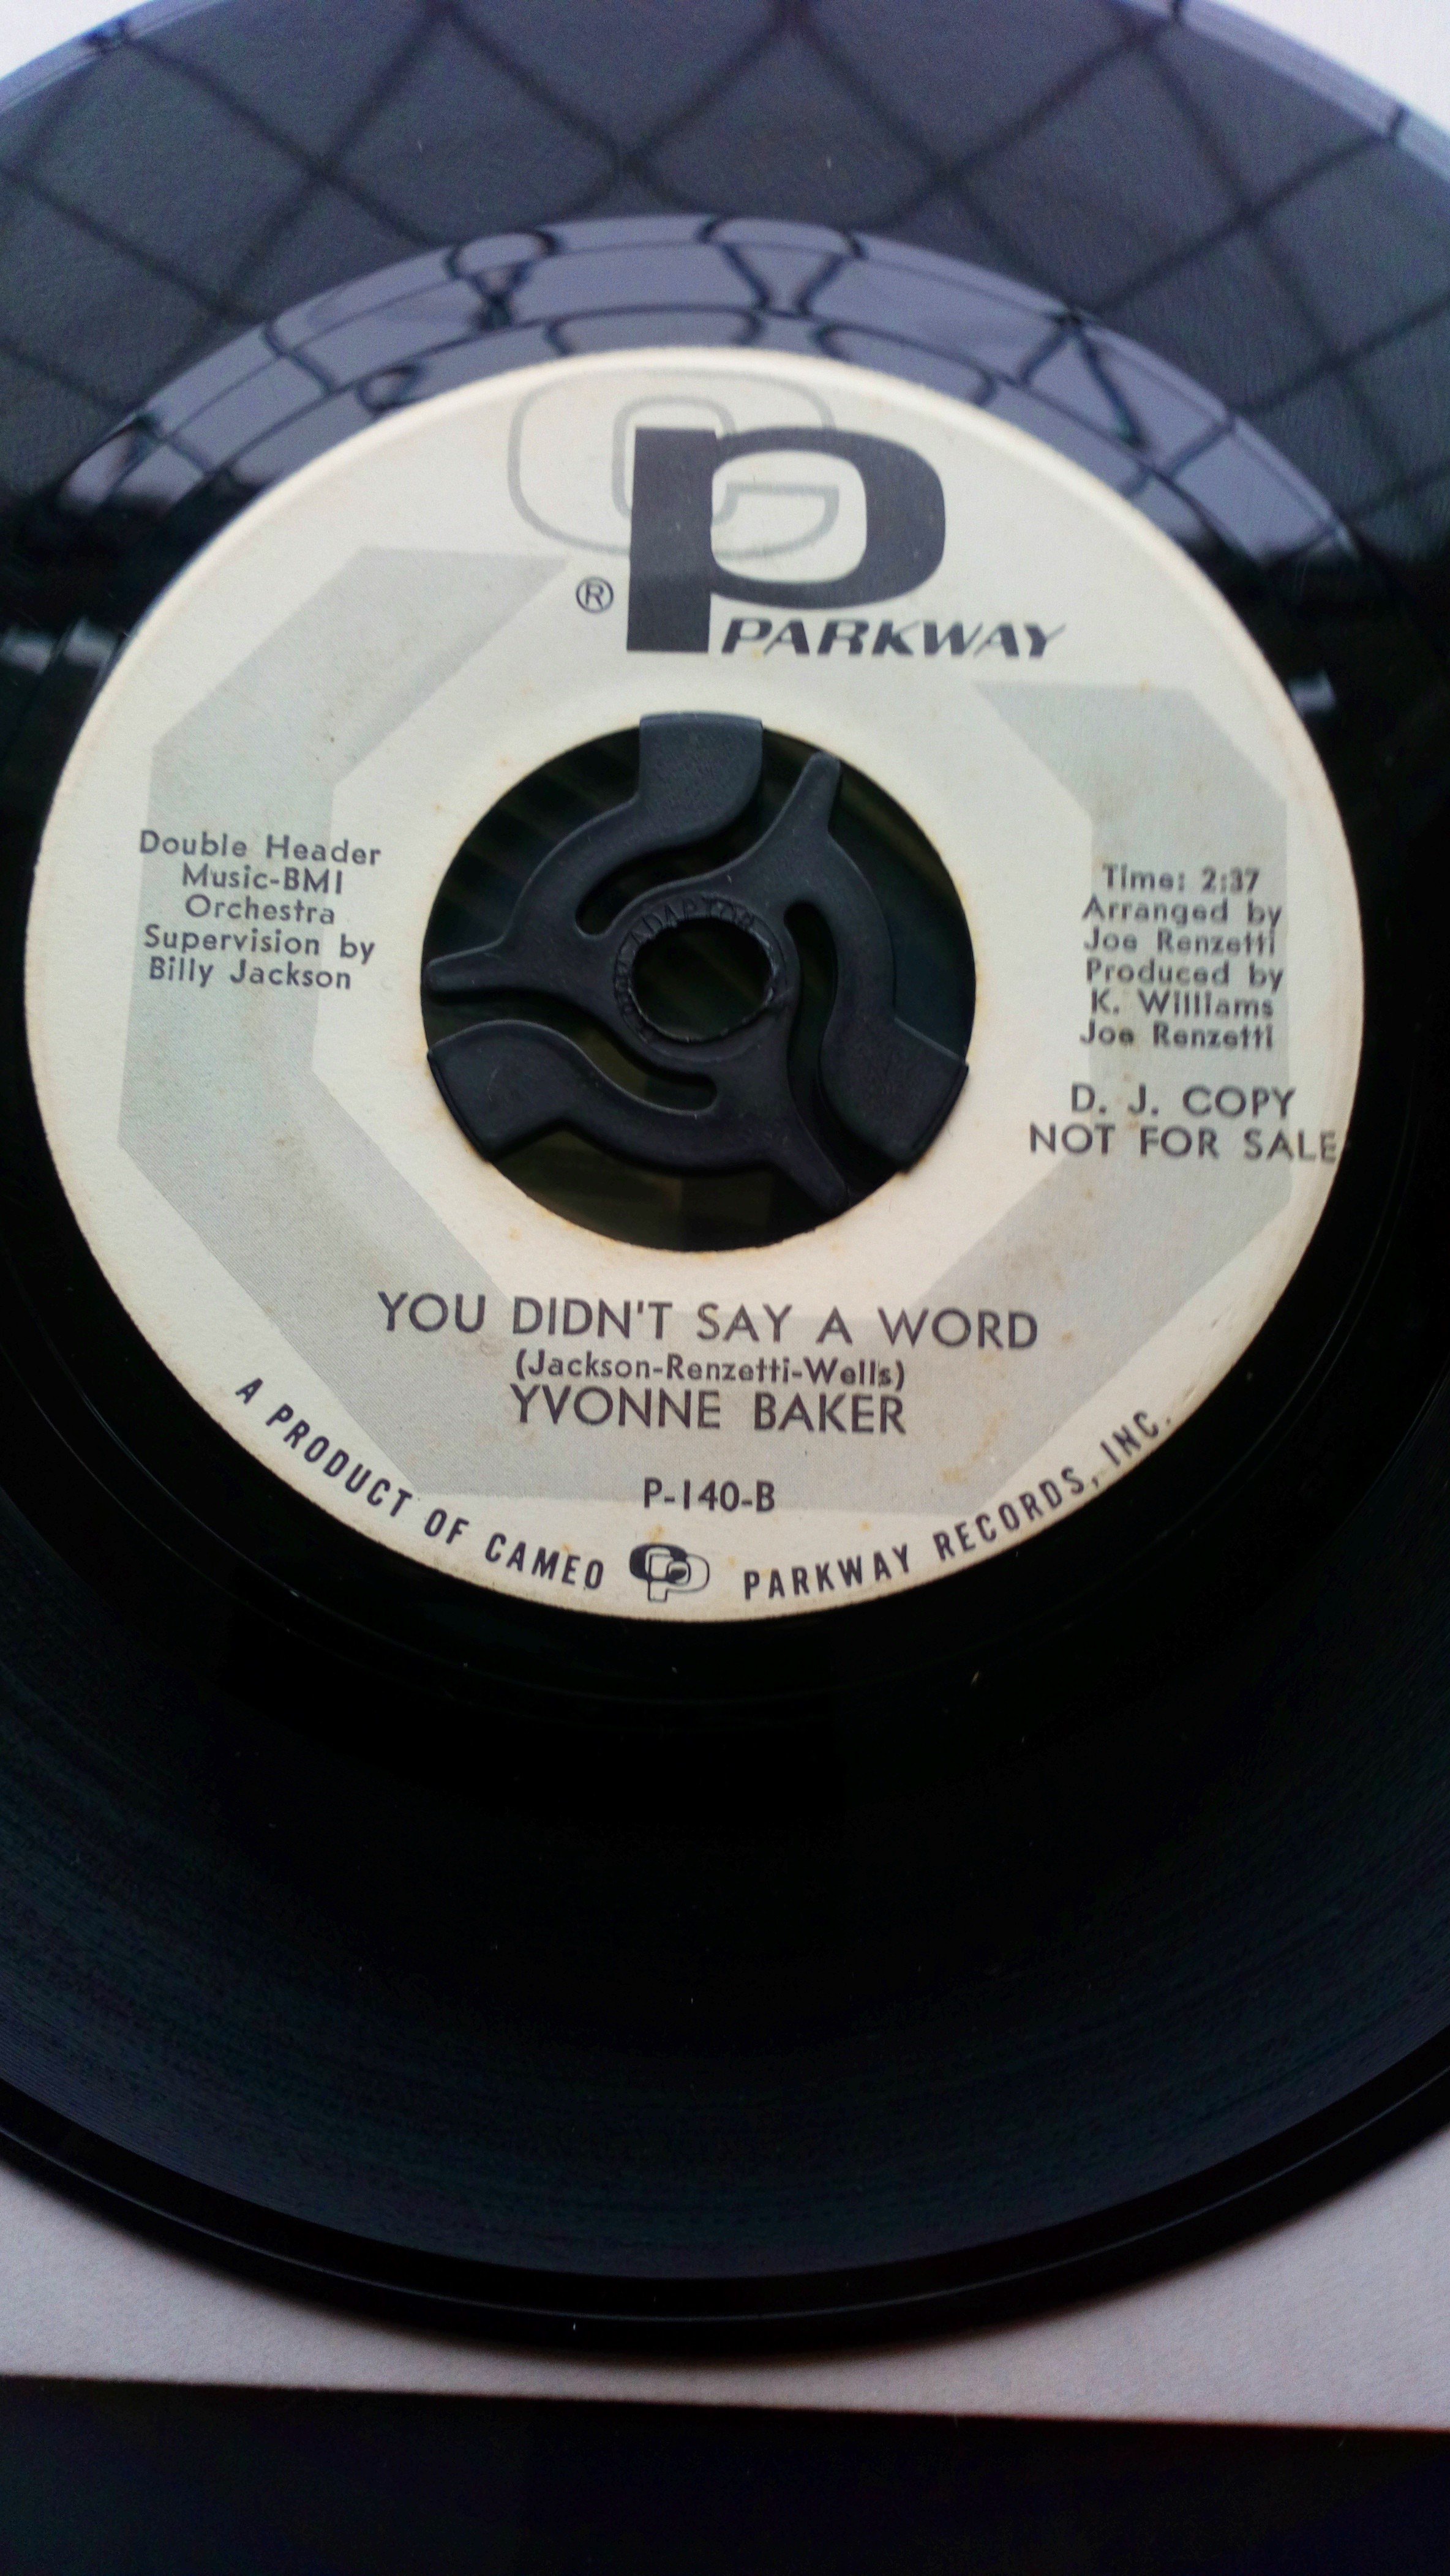 ®
PARKWAY
Double Header
Music-BMI
Orchestra
Supervision by
Billy Jackson
Time: 2:37
Arranged by
Joe Renzetti
Produced by
K. Williams
Joe Renzetti
D. J. COPY
NOT FOR SALE
YOU DIDN'T SAY A WORD
(Jackson-Renzetti-Wells)
YVONNE BAKER
P-140-B
A PRODUCT OF CAMEO PARKWAY RECORDS, INC.